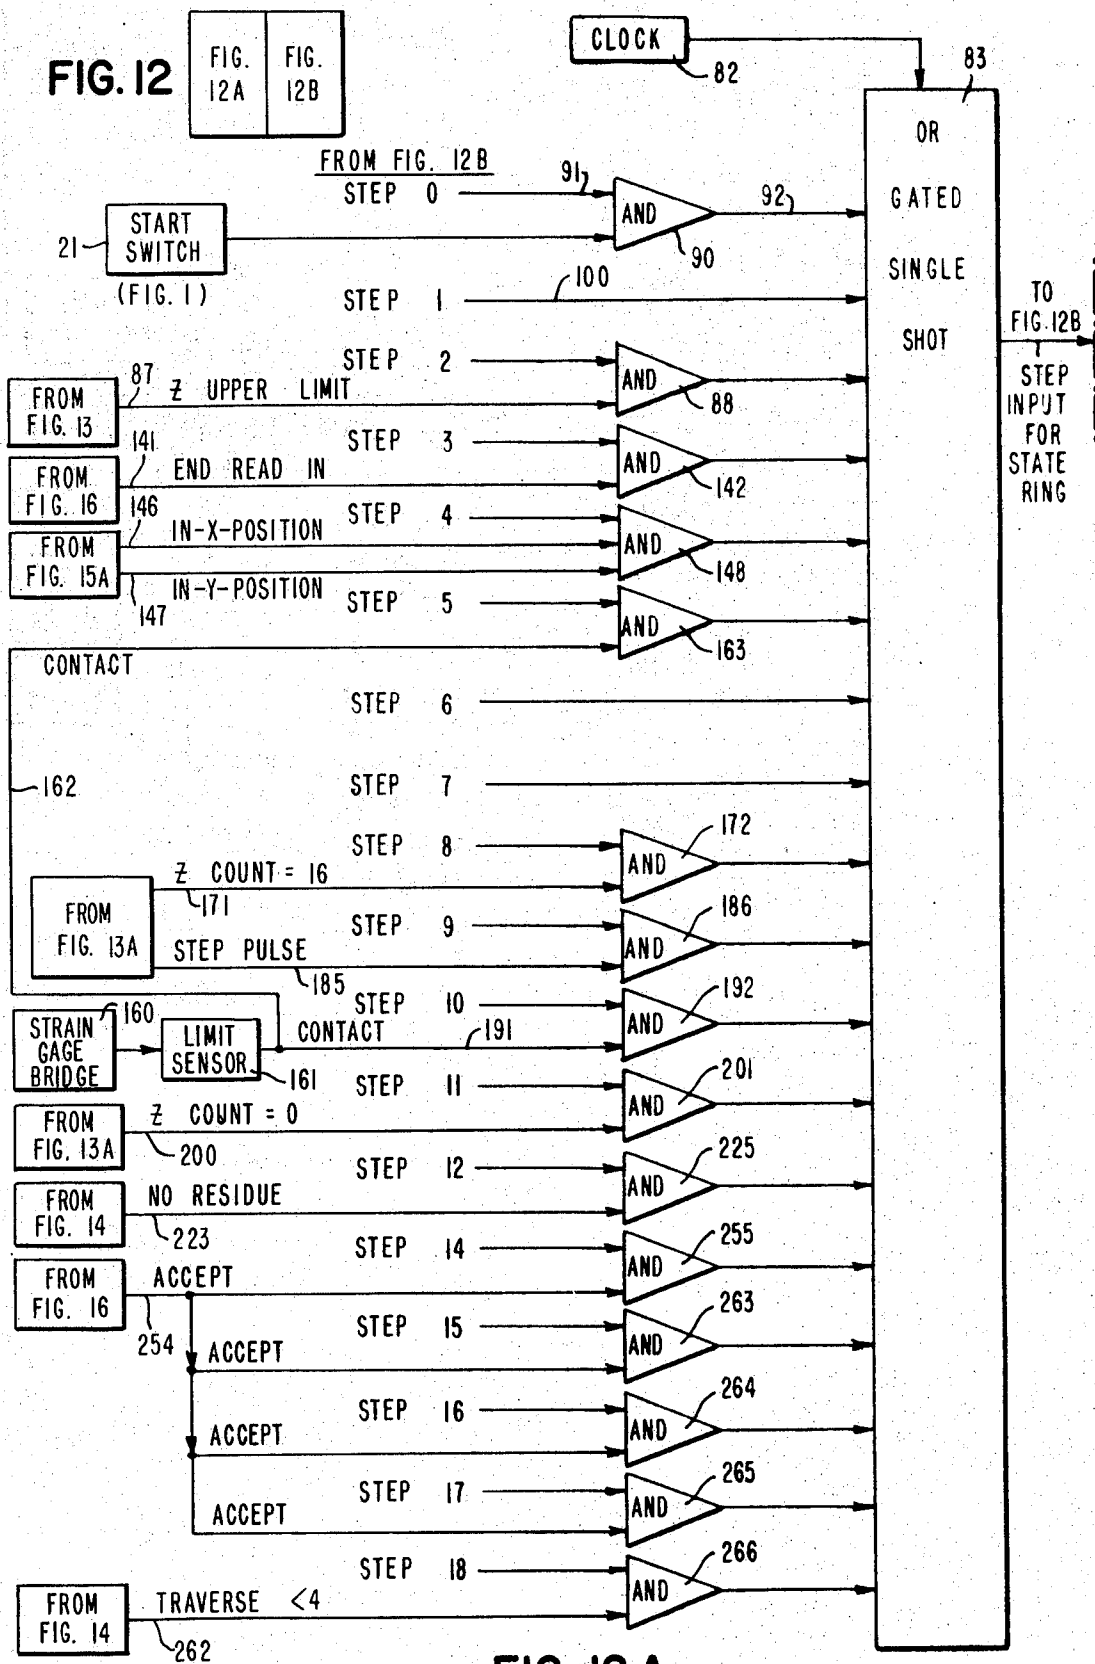 FIG. 12
FIG. 12A
FIG. 12B
CLOCK
82
83
OR
GATED
SINGLE
SHOT
FROM FIG. 12B
STEP 0
91
AND
92
90
START
SWITCH
21
(FIG. 1)
STEP 1
100
TO
FIG. 12B
STEP
INPUT
FOR
STATE
RING
STEP 2
FROM
FIG. 13
87
Z UPPER LIMIT
AND
88
STEP 3
FROM
FIG. 16
141
END READ IN
AND
142
STEP 4
FROM
FIG. 15A
146
IN-X-POSITION
AND
148
147
IN-Y-POSITION
STEP 5
AND
163
CONTACT
STEP 6
162
STEP 7
STEP 8
172
AND
Z COUNT = 16
171
FROM
FIG. 13A
STEP 9
186
AND
STEP PULSE
185
STEP 10
192
AND
STRAIN
GAGE
BRIDGE
160
LIMIT
SENSOR
161
CONTACT
191
STEP 11
201
AND
FROM
FIG. 13A
Z COUNT = 0
200
STEP 12
225
AND
FROM
FIG. 14
NO RESIDUE
223
STEP 14
255
AND
FROM
FIG. 16
ACCEPT
254
STEP 15
263
AND
ACCEPT
STEP 16
264
AND
ACCEPT
STEP 17
265
AND
ACCEPT
STEP 18
266
AND
FROM
FIG. 14
TRAVERSE <4
262
FIG. 12A